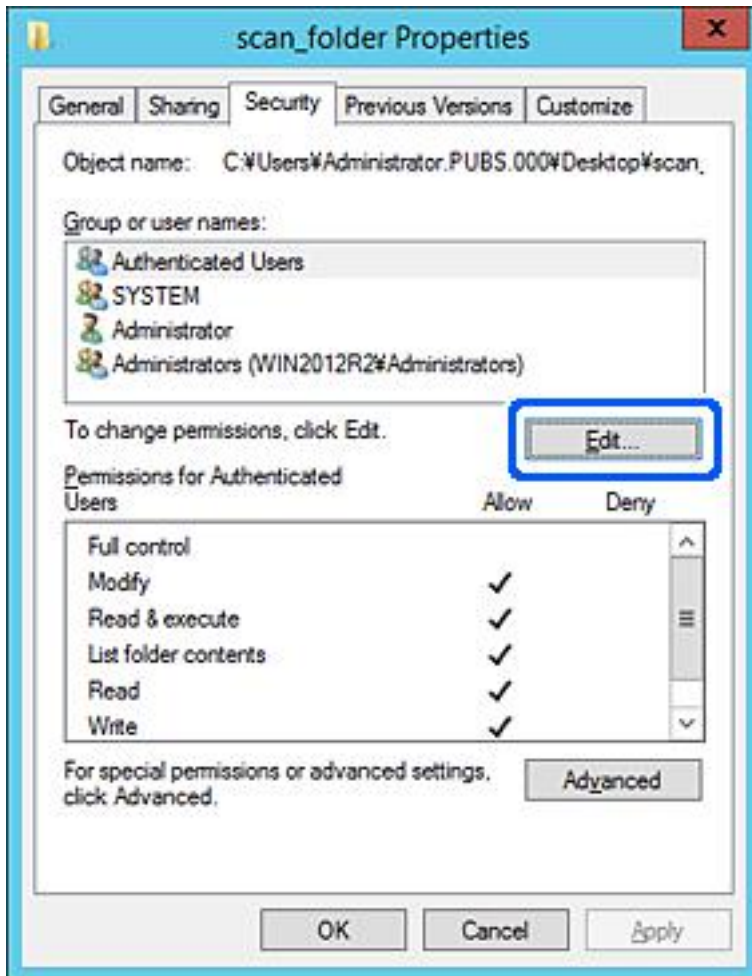 scan_folder Properties
x
General Sharing Security Previous Versions Customize
Object name: C:¥Users¥Administrator.PUBS.000¥Desktop¥scan_
Group or user names:
Authenticated Users
SYSTEM
Administrator
Administrators (WIN2012R2¥Administrators)
To change permissions, click Edit.
Edit...
Permissions for Authenticated
Users Allow Deny
Full control
Modify
Read & execute
List folder contents
Read
Write
For special permissions or advanced settings,
click Advanced.
Advanced
OK Cancel Apply